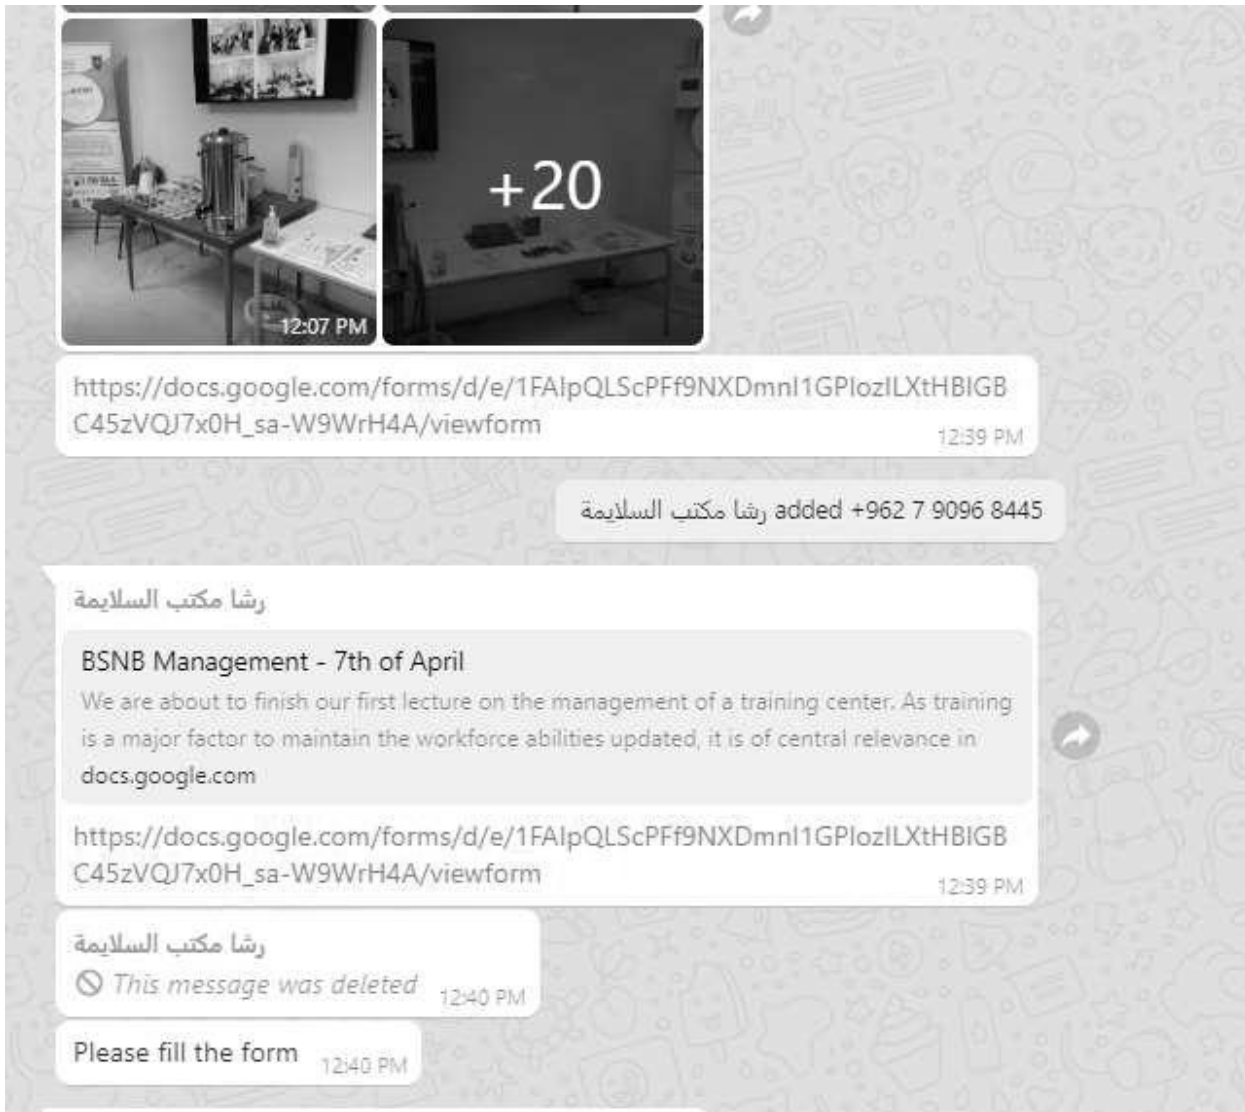 12:07 PM
+20
https://docs.google.com/forms/d/e/1FAIpQLScPFf9NXDmnI1GPIozILXtHBIGB
C45zVQJ7x0H_sa-W9WrH4A/viewform
12:39 PM
رشا مكتب السلايمة added +962 7 9096 8445
رشا مكتب السلايمة
BSNB Management - 7th of April
We are about to finish our first lecture on the management of a training center. As training
is a major factor to maintain the workforce abilities updated, it is of central relevance in
docs.google.com
https://docs.google.com/forms/d/e/1FAIpQLScPFf9NXDmnI1GPIozILXtHBIGB
C45zVQJ7x0H_sa-W9WrH4A/viewform
12:39 PM
رشا مكتب السلايمة
This message was deleted 12:40 PM
Please fill the form 12:40 PM